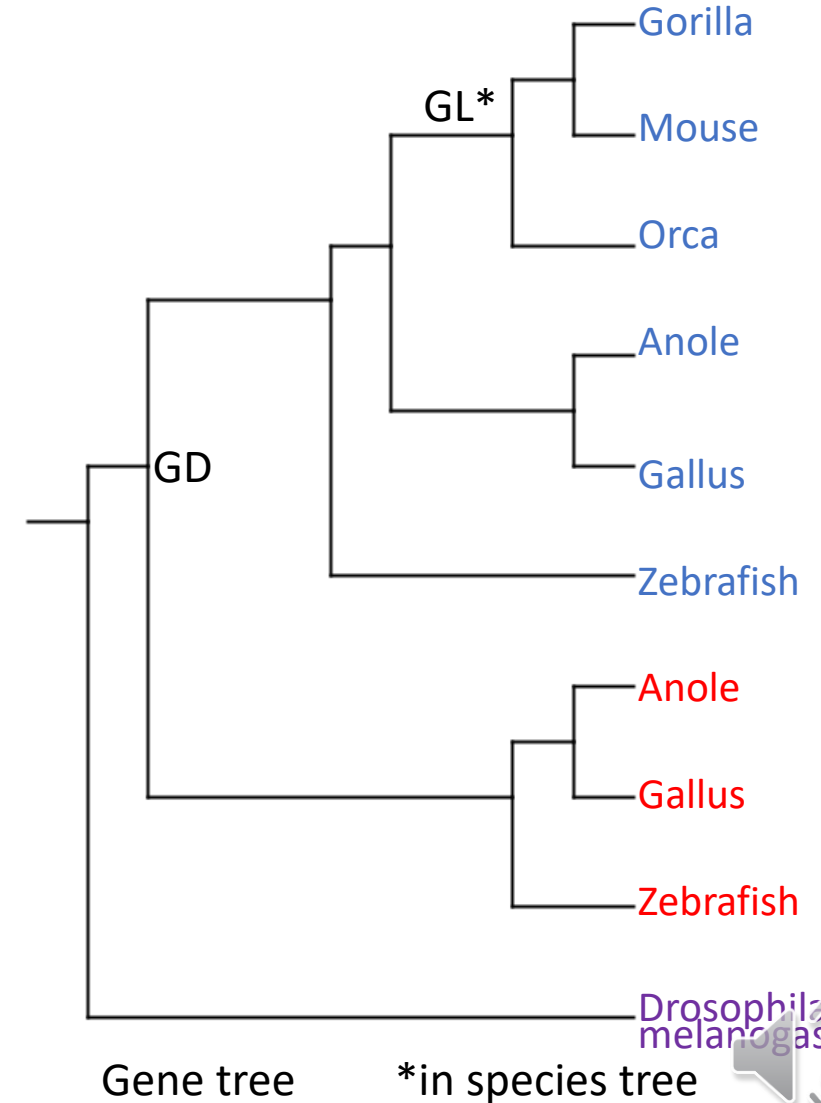 Gorilla
GL*
Mouse
Orca
Anole
GD
Gallus
Zebrafish
Anole
Gallus
Zebrafish
Drosophila
Gene tree *in species tree